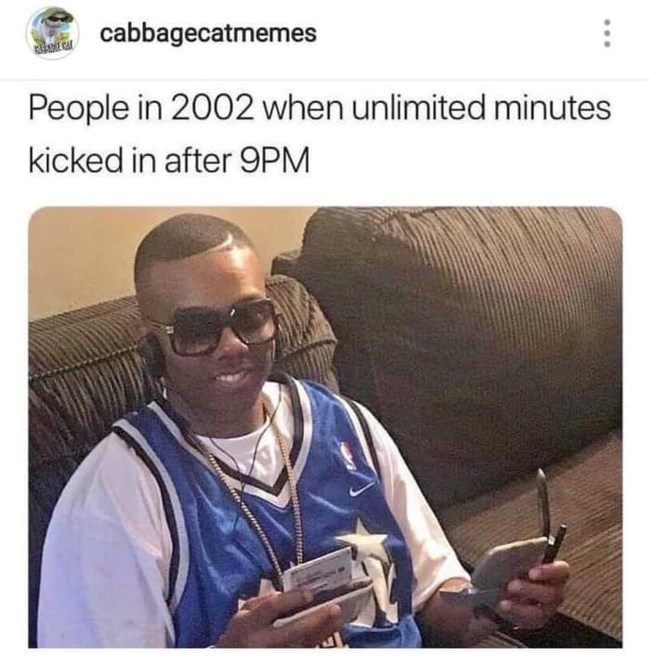 cabbagecatmemes
People in 2002 when unlimited minutes
kicked in after 9PM